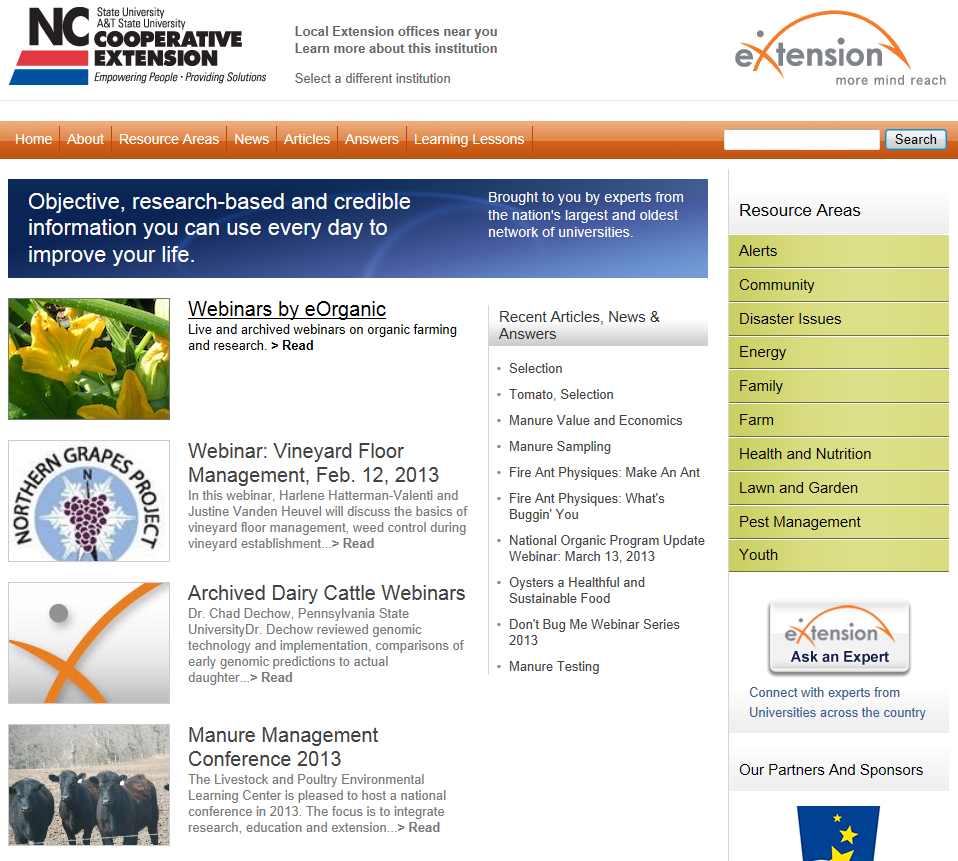 NC
State University
A&T State University
COOPERATIVE
EXTENSION
Empowering People • Providing Solutions
Local Extension offices near you
Learn more about this institution
Select a different institution
eXtension
more mind reach
Home
About
Resource Areas
News
Articles
Answers
Learning Lessons
Search
Objective, research-based and credible
information you can use every day to
improve your life.
Brought to you by experts from
the nation's largest and oldest
network of universities.
Webinars by eOrganic
Live and archived webinars on organic farming
and research. > Read
NORTHERN GRAPES PROJECT
N
Webinar: Vineyard Floor
Management, Feb. 12, 2013
In this webinar, Harlene Hatterman-Valenti and
Justine Vanden Heuvel will discuss the basics of
vineyard floor management, weed control during
vineyard establishment...> Read
Archived Dairy Cattle Webinars
Dr. Chad Dechow, Pennsylvania State
UniversityDr. Dechow reviewed genomic
technology and implementation, comparisons of
early genomic predictions to actual
daughter...> Read
Manure Management
Conference 2013
The Livestock and Poultry Environmental
Learning Center is pleased to host a national
conference in 2013. The focus is to integrate
research, education and extension...> Read
Recent Articles, News &
Answers
• Selection
• Tomato, Selection
• Manure Value and Economics
• Manure Sampling
• Fire Ant Physiques: Make An Ant
• Fire Ant Physiques: What's
Buggin' You
• National Organic Program Update
Webinar: March 13, 2013
• Oysters a Healthful and
Sustainable Food
• Don't Bug Me Webinar Series
2013
• Manure Testing
Resource Areas
Alerts
Community
Disaster Issues
Energy
Family
Farm
Health and Nutrition
Lawn and Garden
Pest Management
Youth
eXtension
Ask an Expert
Connect with experts from
Universities across the country
Our Partners And Sponsors